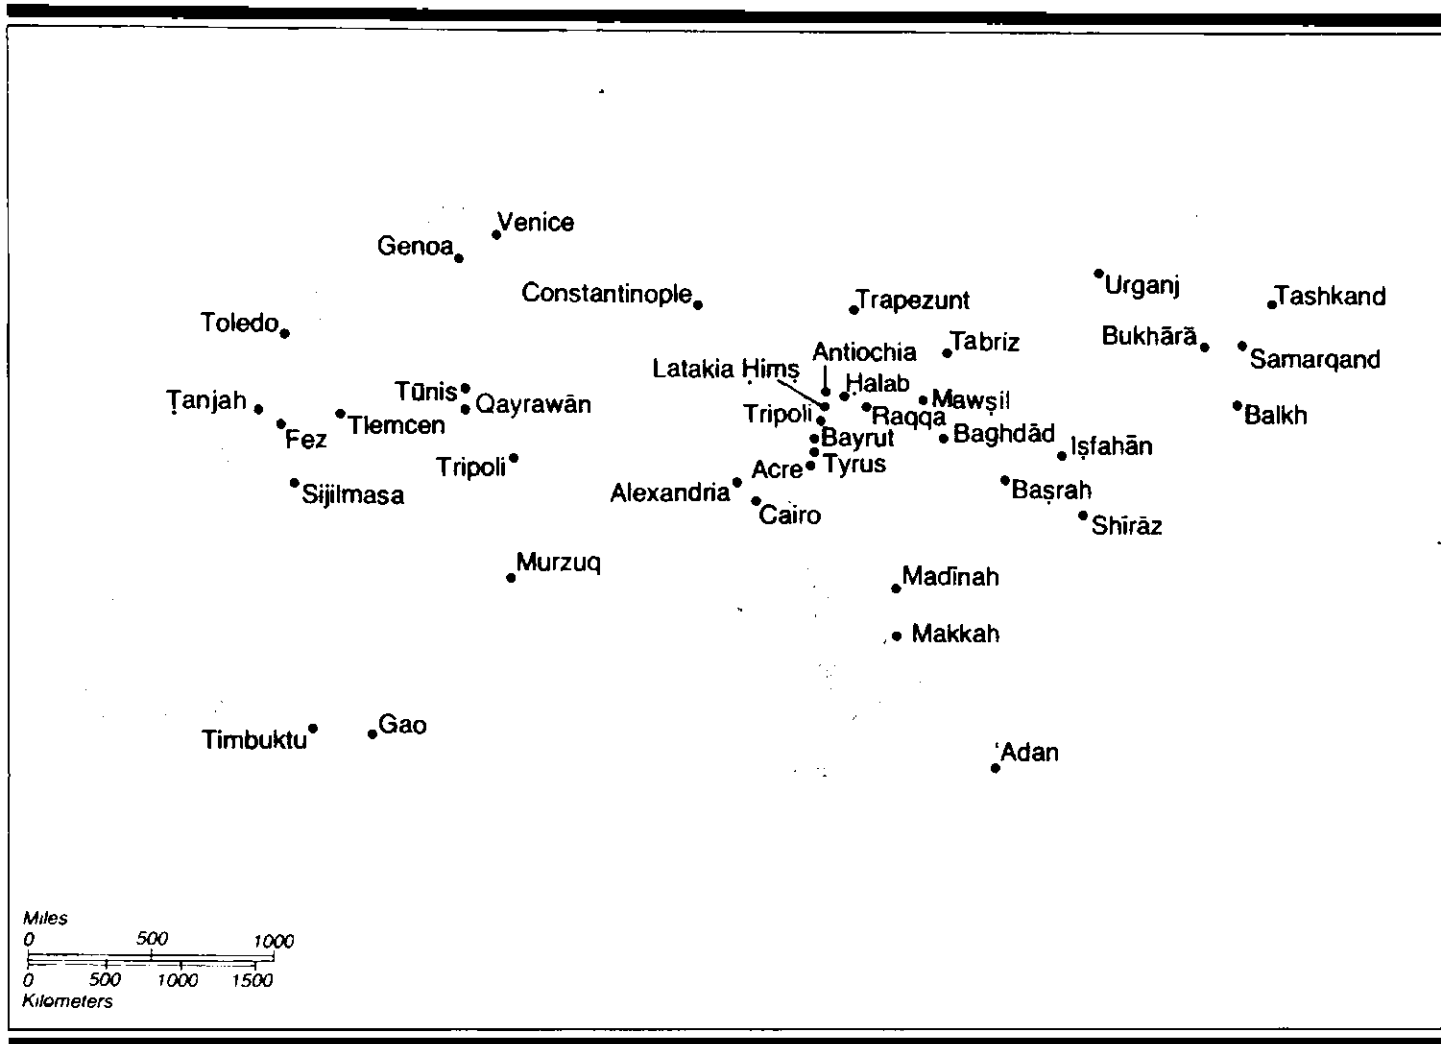 Venice
Genoa
Constantinople
Trapezunt
Urganj
Tashkand
Toledo
Tabriz
Bukhārā
Samarqand
Antiochia
Latakia Ḥimṣ
Ḥalab
Tūnis
Ṭanjah
Qayrawān
Mawṣil
Raqqa
Tripoli
Balkh
Tlemcen
Fez
Bayrut
Baghdād
Iṣfahān
Tripoli
Acre
Tyrus
Sijilmasa
Alexandria
Baṣrah
Cairo
Shīrāz
Murzuq
Madīnah
Makkah
Timbuktu
Gao
ʿAdan
Miles
0 500 1000
0 500 1000 1500
Kilometers